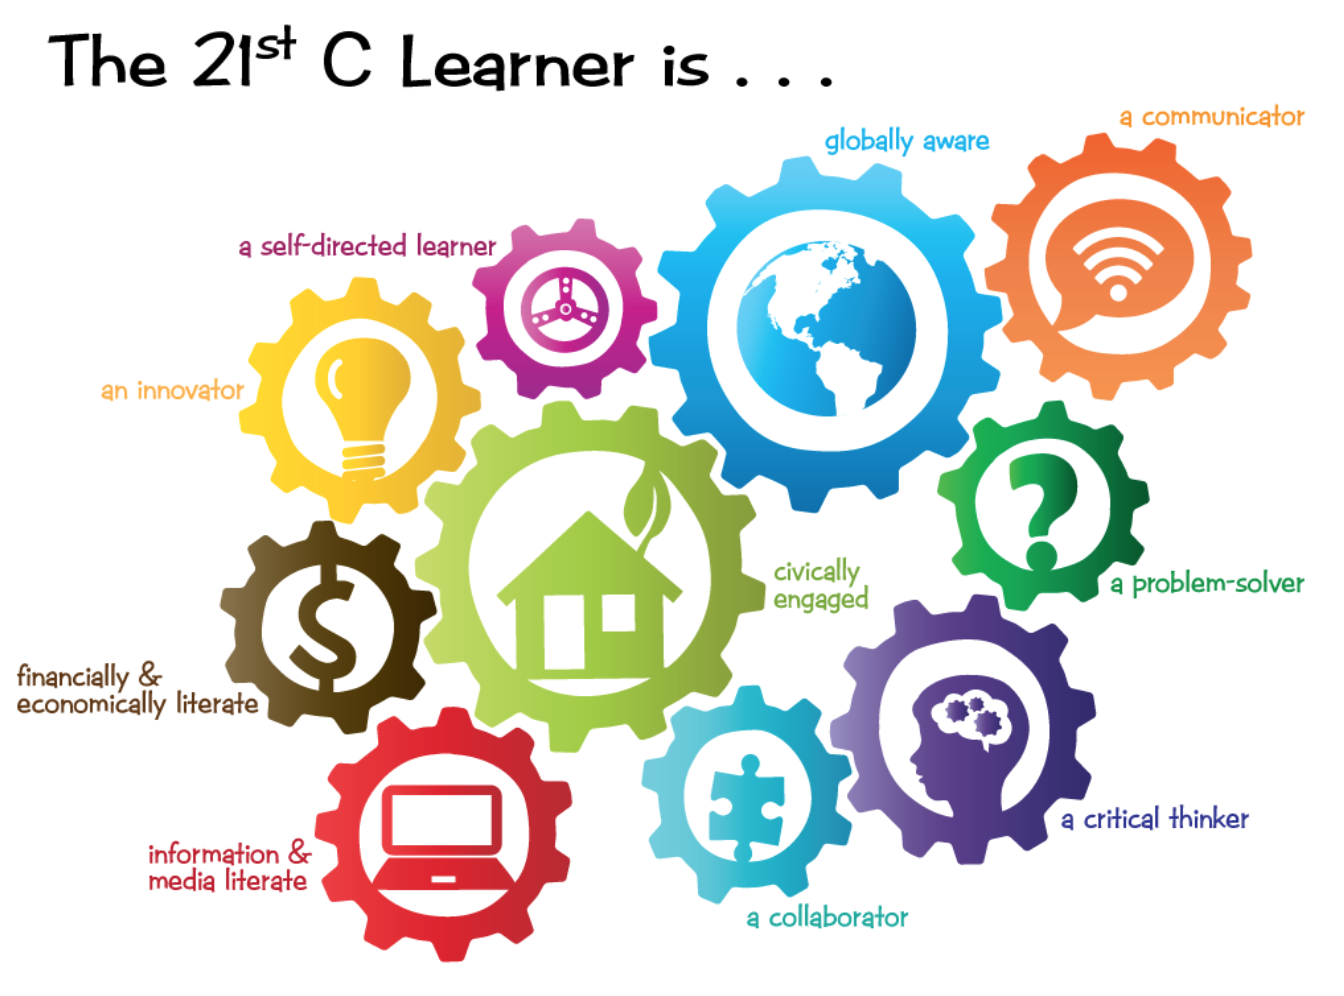 The 21st C Learner is . . .
a communicator
globally aware
a self-directed learner
an innovator
civically
engaged
a problem-solver
financially &
economically literate
a critical thinker
information &
media literate
a collaborator